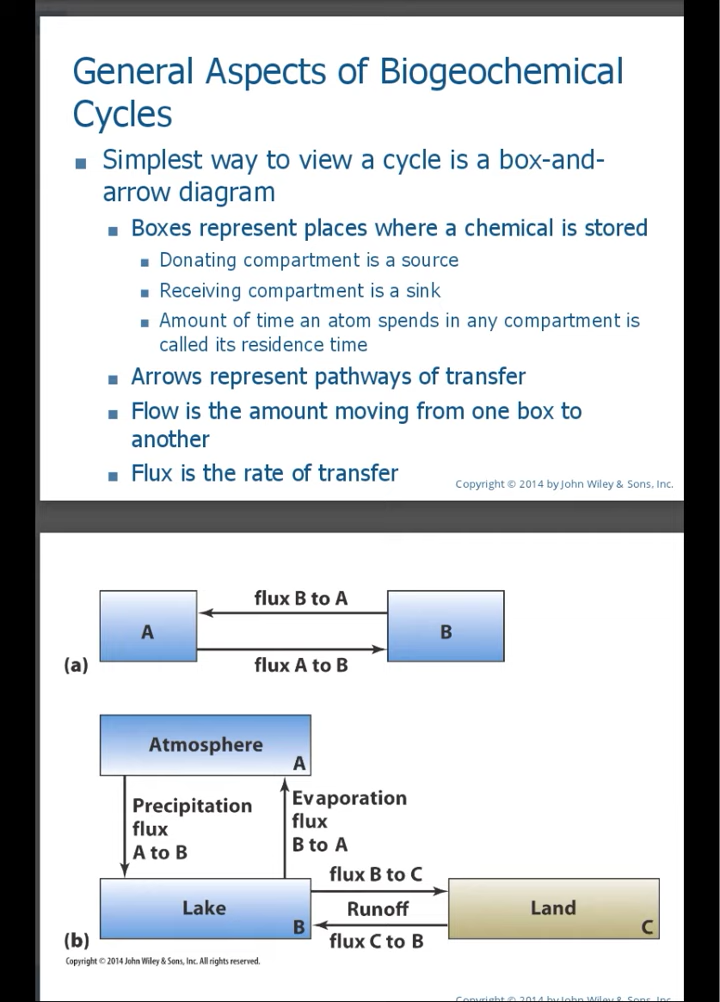 General Aspects of Biogeochemical
Cycles
■ Simplest way to view a cycle is a box-and-
arrow diagram
■ Boxes represent places where a chemical is stored
■ Donating compartment is a source
■ Receiving compartment is a sink
■ Amount of time an atom spends in any compartment is
called its residence time
■ Arrows represent pathways of transfer
■ Flow is the amount moving from one box to
another
■ Flux is the rate of transfer
Copyright © 2014 by John Wiley & Sons, Inc.
flux B to A
A
B
(a)
flux A to B
Atmosphere
A
Precipitation
flux
A to B
Evaporation
flux
B to A
flux B to C
Lake
B
Runoff
Land
C
(b)
flux C to B
Copyright © 2014 John Wiley & Sons, Inc. All rights reserved.
Copyright © 2014 by John Wiley & Sons, Inc.